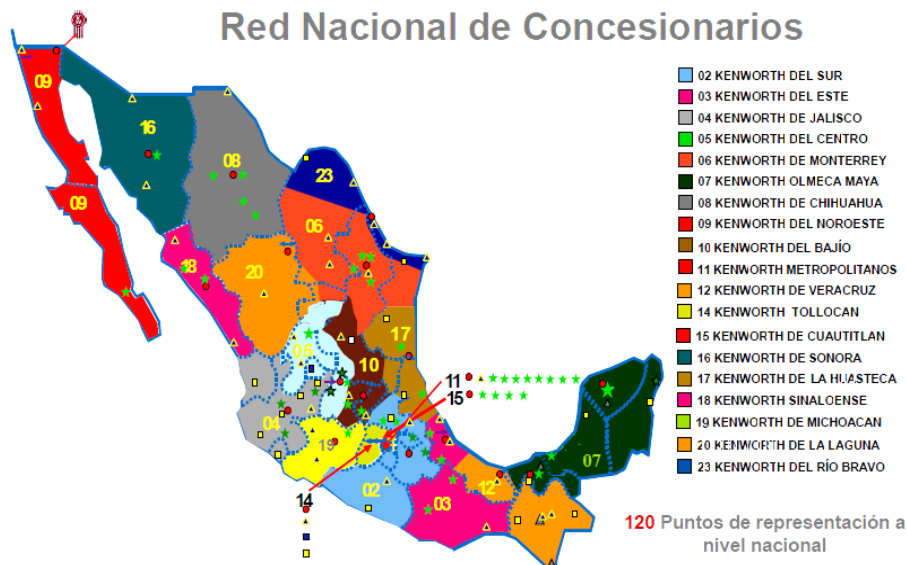 Red Nacional de Concesionarios
02 KENWORTH DEL SUR
03 KENWORTH DEL ESTE
04 KENWORTH DE JALISCO
05 KENWORTH DEL CENTRO
06 KENWORTH DE MONTERREY
07 KENWORTH OLMECA MAYA
08 KENWORTH DE CHIHUAHUA
09 KENWORTH DEL NOROESTE
10 KENWORTH DEL BAJÍO
11 KENWORTH METROPOLITANOS
12 KENWORTH DE VERACRUZ
14 KENWORTH TOLLOCAN
15 KENWORTH DE CUAUTITLAN
16 KENWORTH DE SONORA
17 KENWORTH DE LA HUASTECA
18 KENWORTH SINALOENSE
19 KENWORTH DE MICHOACAN
20 KENWORTH DE LA LAGUNA
23 KENWORTH DEL RÍO BRAVO
09
16
08
23
09
06
18
20
05
17
10
11
15
04
19
07
12
02
03
14
120 Puntos de representación a
nivel nacional